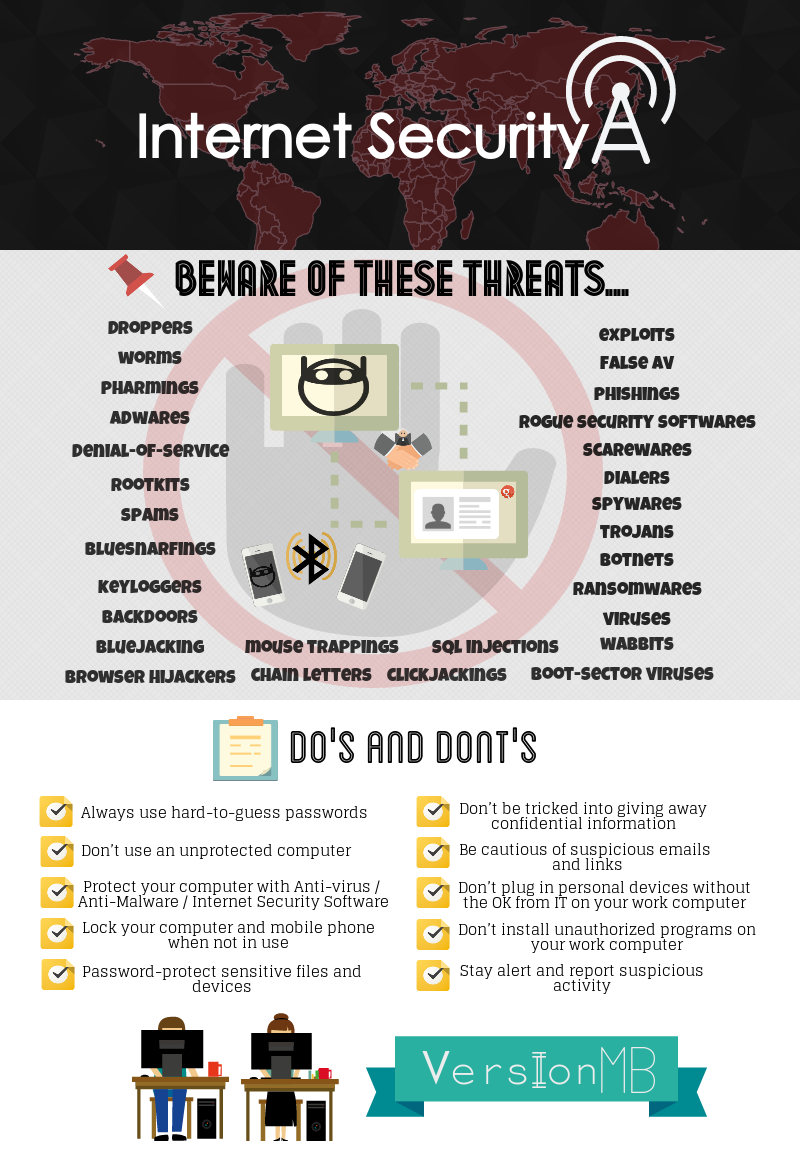 Internet Security
BEWARE OF THESE THREATS....
DROPPERS
WORMS
PHARMINGS
ADWARES
DENIAL-OF-SERVICE
ROOTKITS
SPAMS
BLUESNARFINGS
KEYLOGGERS
BACKDOORS
BLUEJACKING
BROWSER HIJACKERS
MOUSE TRAPPINGS
CHAIN LETTERS
SQL INJECTIONS
CLICKJACKINGS
EXPLOITS
FALSE AV
PHISHINGS
ROGUE SECURITY SOFTWARES
SCAREWARES
DIALERS
SPYWARES
TROJANS
BOTNETS
RANSOMWARES
VIRUSES
WABBITS
BOOT-SECTOR VIRUSES
DO'S AND DONT'S
Always use hard-to-guess passwords
Don't use an unprotected computer
Protect your computer with Anti-virus /
Anti-Malware / Internet Security Software
Lock your computer and mobile phone
when not in use
Password-protect sensitive files and
devices
Don't be tricked into giving away
confidential information
Be cautious of suspicious emails
and links
Don't plug in personal devices without
the OK from IT on your work computer
Don't install unauthorized programs on
your work computer
Stay alert and report suspicious
activity
VersIonMB